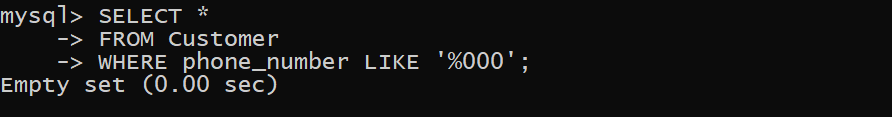 mysql> SELECT *
    -> FROM Customer
    -> WHERE phone_number LIKE '%000';
Empty set (0.00 sec)